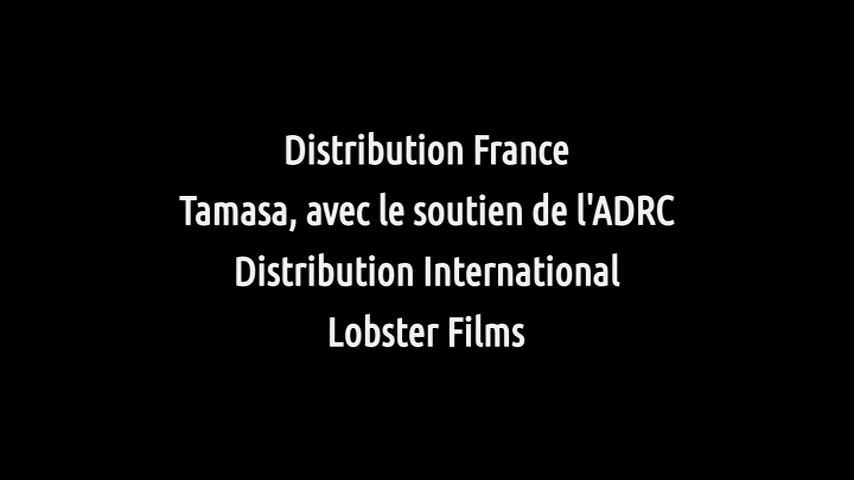 Distribution France
Tamasa, avec le soutien de l'ADRC
Distribution International
Lobster Films